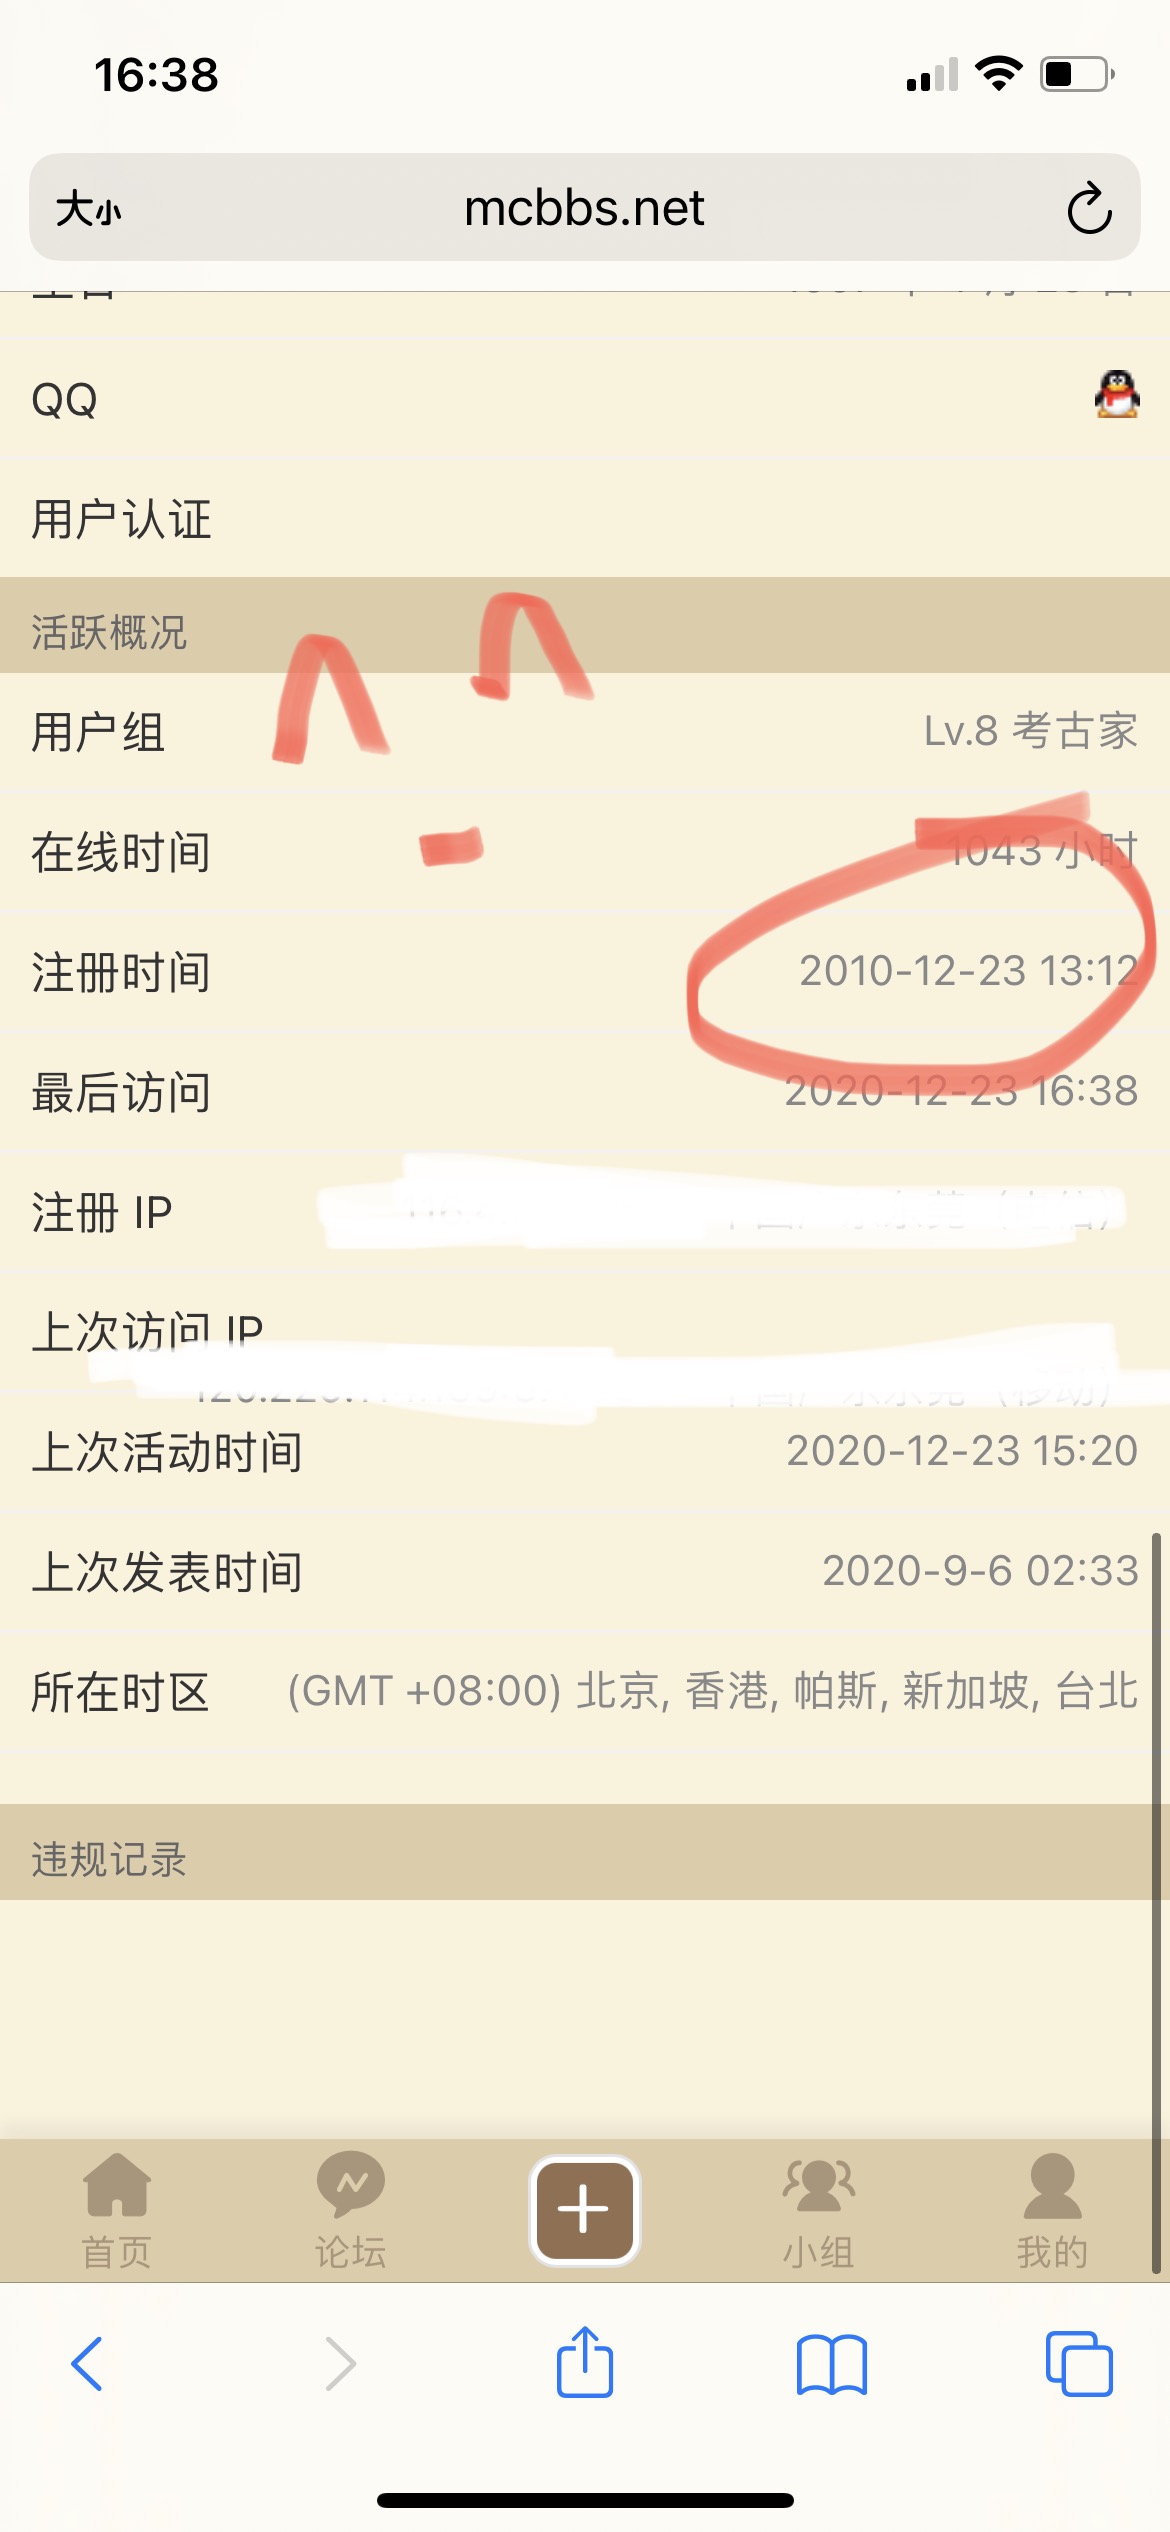 16:38
大小 mcbbs.net
QQ
用户认证
活跃概况
用户组 Lv.8 考古家
在线时间 1043 小时
注册时间 2010-12-23 13:12
最后访问 2020-12-23 16:38
注册 IP
上次访问 IP
上次活动时间 2020-12-23 15:20
上次发表时间 2020-9-6 02:33
所在时区 (GMT +08:00) 北京, 香港, 帕斯, 新加坡, 台北
违规记录
首页 论坛 小组 我的